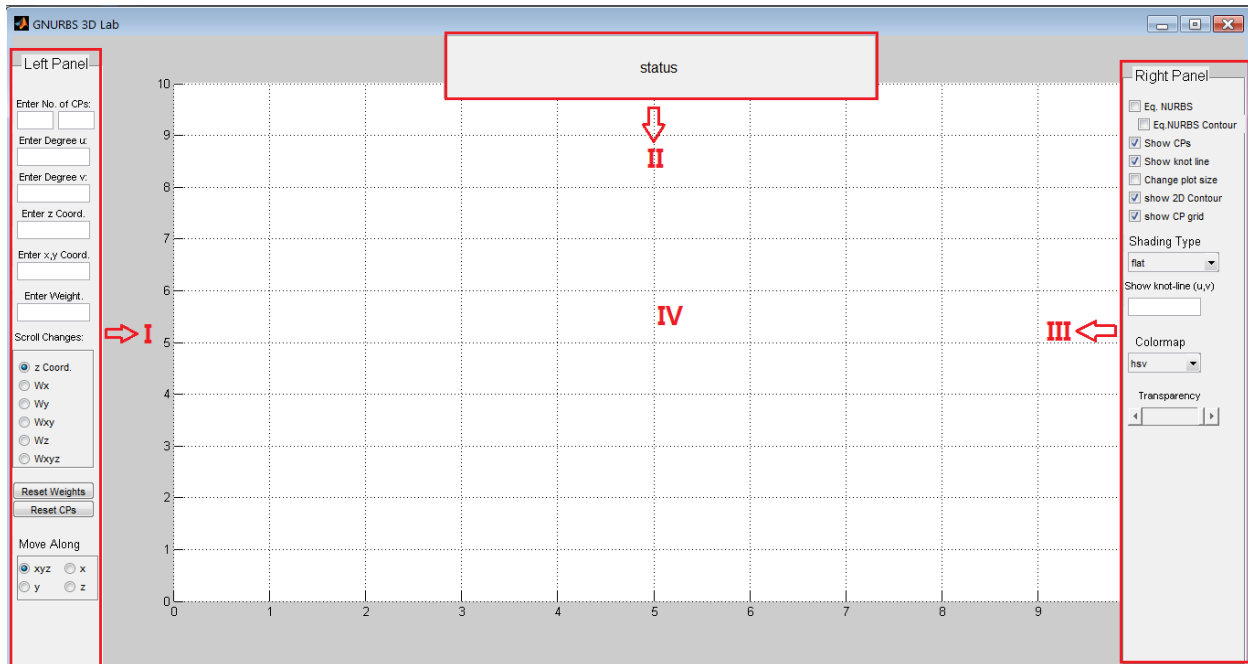 GNURBS 3D Lab
Left Panel
Enter No. of CPs:
Enter Degree u:
Enter Degree v:
Enter z Coord.
Enter x,y Coord.
Enter Weight.
Scroll Changes:
z Coord.
Wx
Wy
Wxy
Wz
Wxyz
Reset Weights
Reset CPs
Move Along
xyz x
y z
I
status
II
10
9
8
7
6
5
4
3
2
1
0
0 1 2 3 4 5 6 7 8 9
IV
III
Right Panel
Eq. NURBS
Eq.NURBS Contour
Show CPs
Show knot line
Change plot size
show 2D Contour
show CP grid
Shading Type
flat
Show knot-line (u,v)
Colormap
hsv
Transparency